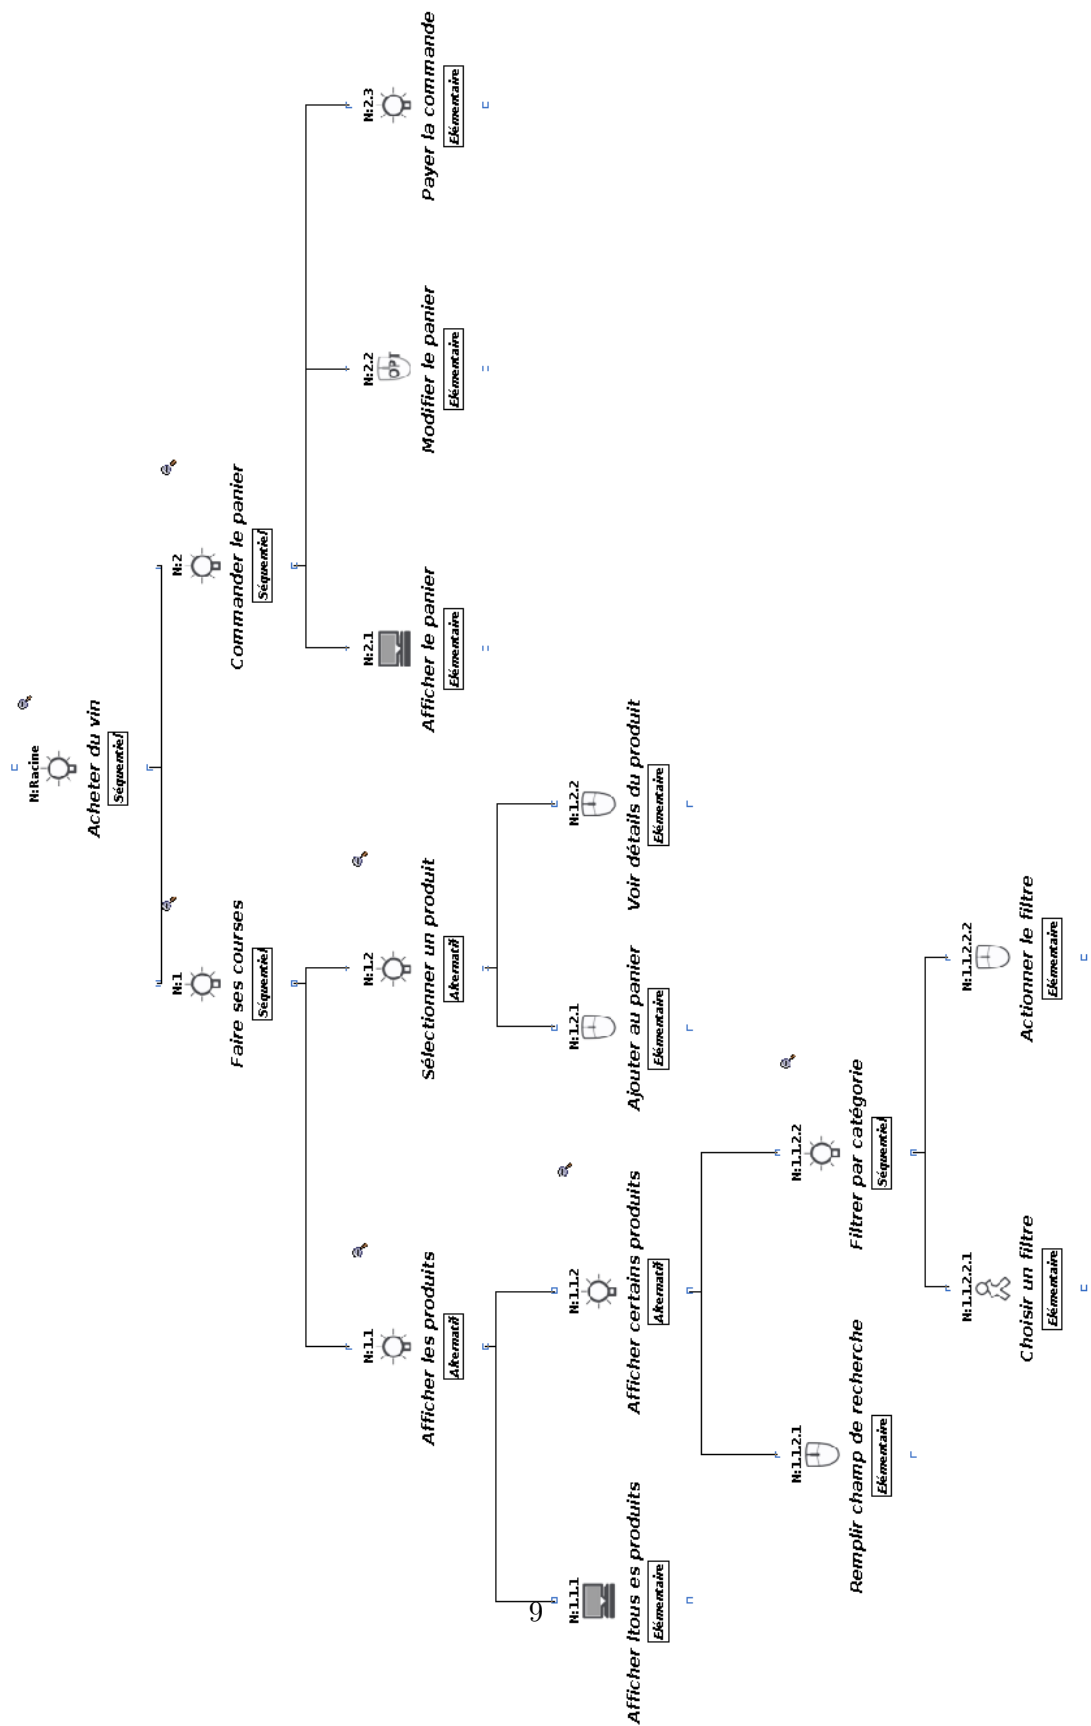 N:Racine
Acheter du vin
Séquentiel
N:1
Faire ses courses
Séquentiel
N:2
Commander le panier
Séquentiel
N:1.1
Afficher les produits
Alternatif
N:1.2
Sélectionner un produit
Alternatif
N:2.1
Afficher le panier
Elémentaire
N:2.2
OPT
Modifier le panier
Elémentaire
N:2.3
Payer la commande
Elémentaire
N:1.1.1
Afficher ltous es produits
Elémentaire
N:1.1.2
Afficher certains produits
Alternatif
N:1.2.1
Ajouter au panier
Elémentaire
N:1.2.2
Voir détails du produit
Elémentaire
N:1.1.2.1
Remplir champ de recherche
Elémentaire
N:1.1.2.2
Filtrer par catégorie
Séquentiel
N:1.1.2.2.1
Choisir un filtre
Elémentaire
N:1.1.2.2.2
Actionner le filtre
Elémentaire
9